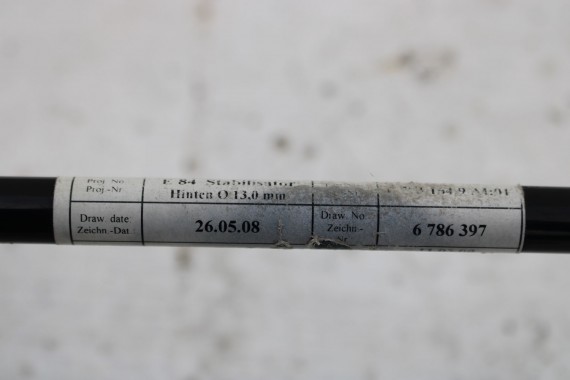 Proj. No
Proj.-Nr
E 84 Stabilisator
Hinten Ø 13,0 mm
Draw. date
Zeichn.-Dat
26.05.08
Draw. No
Zeichn.-
Nr
6 786 397